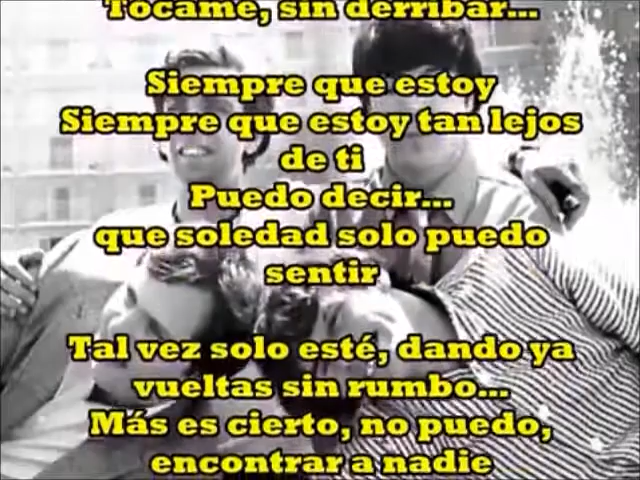 Tócame, sin derribar...
Siempre que estoy
Siempre que estoy tan lejos
de ti
Puedo decir...
que soledad solo puedo
sentir
Tal vez solo esté, dando ya
vueltas sin rumbo...
Más es cierto, no puedo,
encontrar a nadie